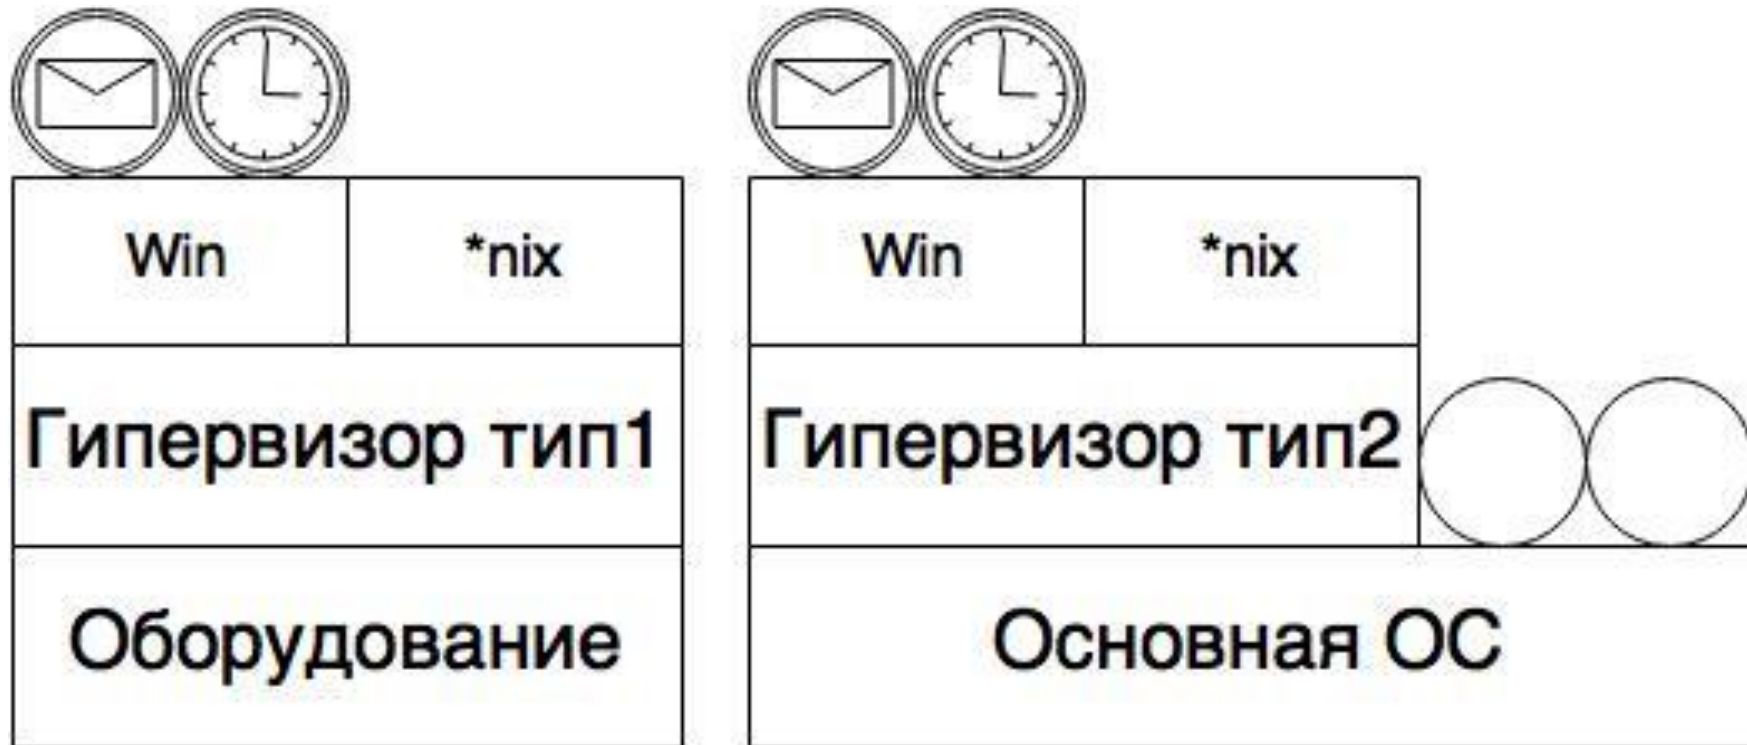 Win
*nix
Гипервизор тип1
Оборудование
Win
*nix
Гипервизор тип2
Основная ОС